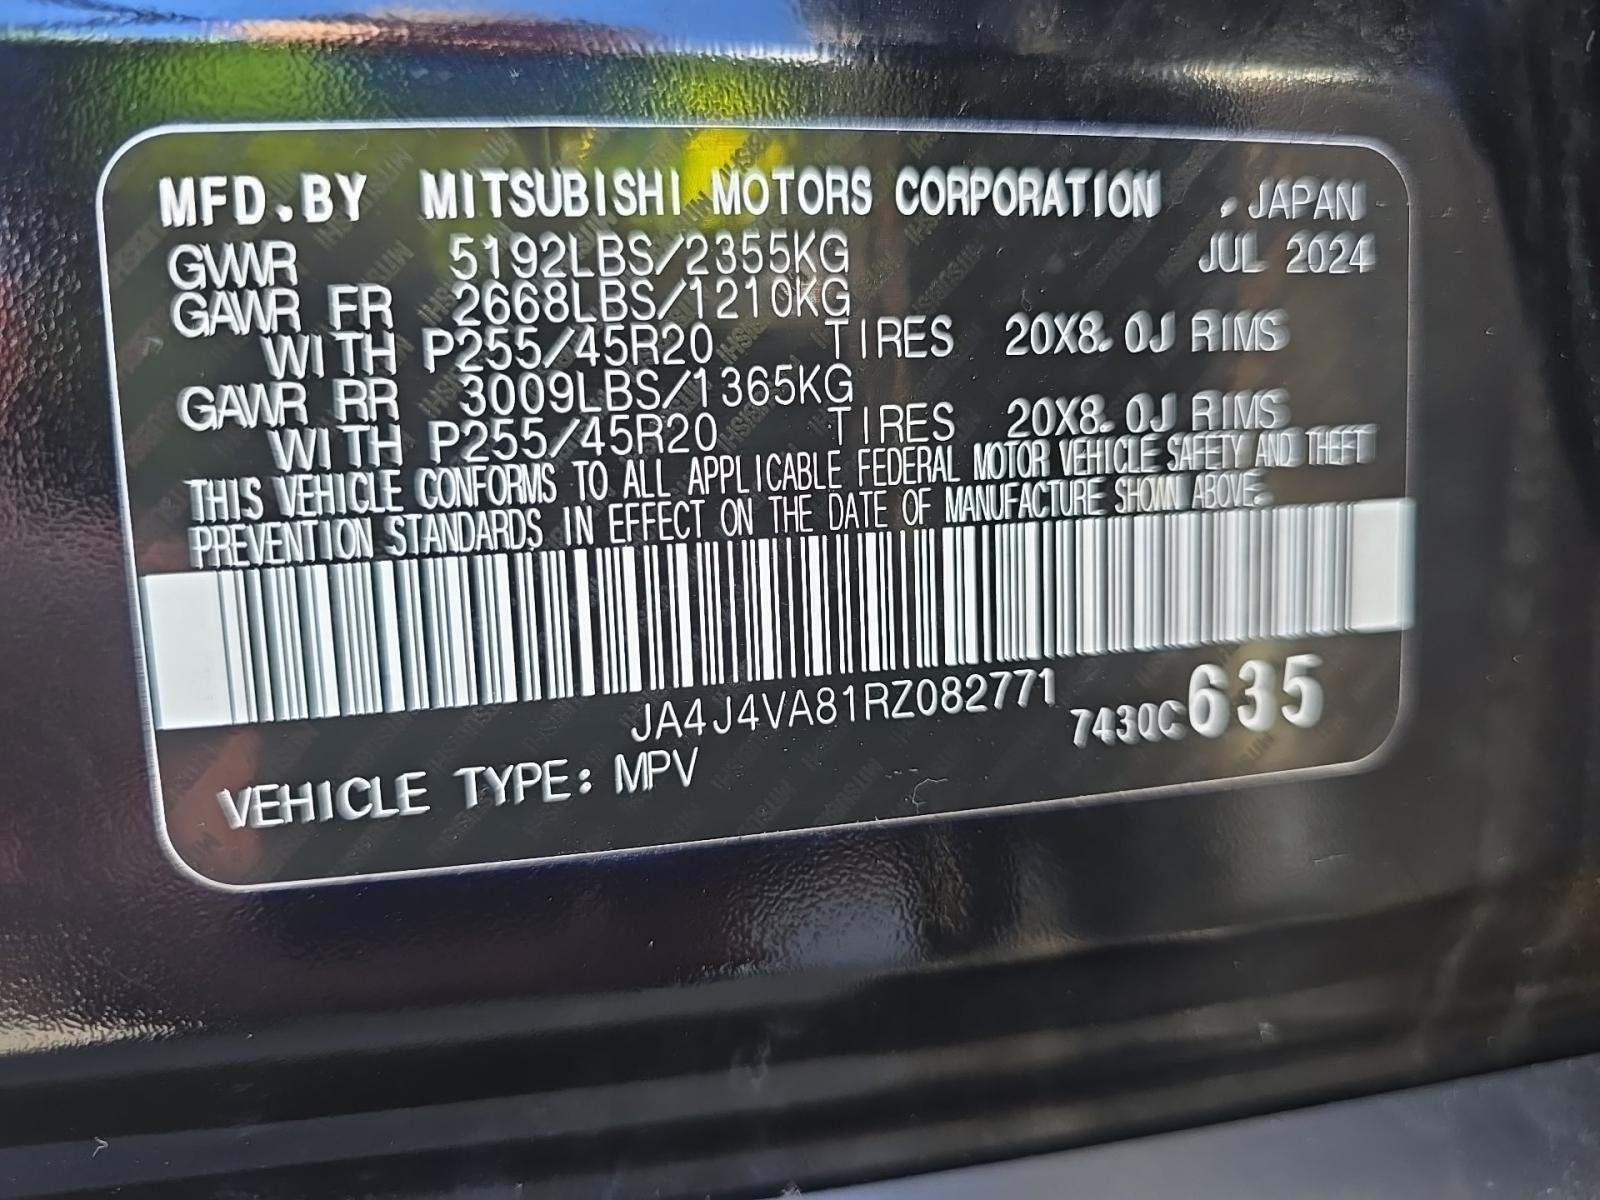 MFD.BY MITSUBISHI MOTORS CORPORATION , JAPAN
GVWR 5192LBS/2355KG JUL 2024
GAWR FR 2668LBS/1210KG
WITH P255/45R20 TIRES 20X8.0J RIMS
GAWR RR 3009LBS/1365KG
WITH P255/45R20 TIRES 20X8.0J RIMS
THIS VEHICLE CONFORMS TO ALL APPLICABLE FEDERAL MOTOR VEHICLE SAFETY AND THEFT
PREVENTION STANDARDS IN EFFECT ON THE DATE OF MANUFACTURE SHOWN ABOVE.
JA4J4VA81RZ082771 7430C635
VEHICLE TYPE: MPV